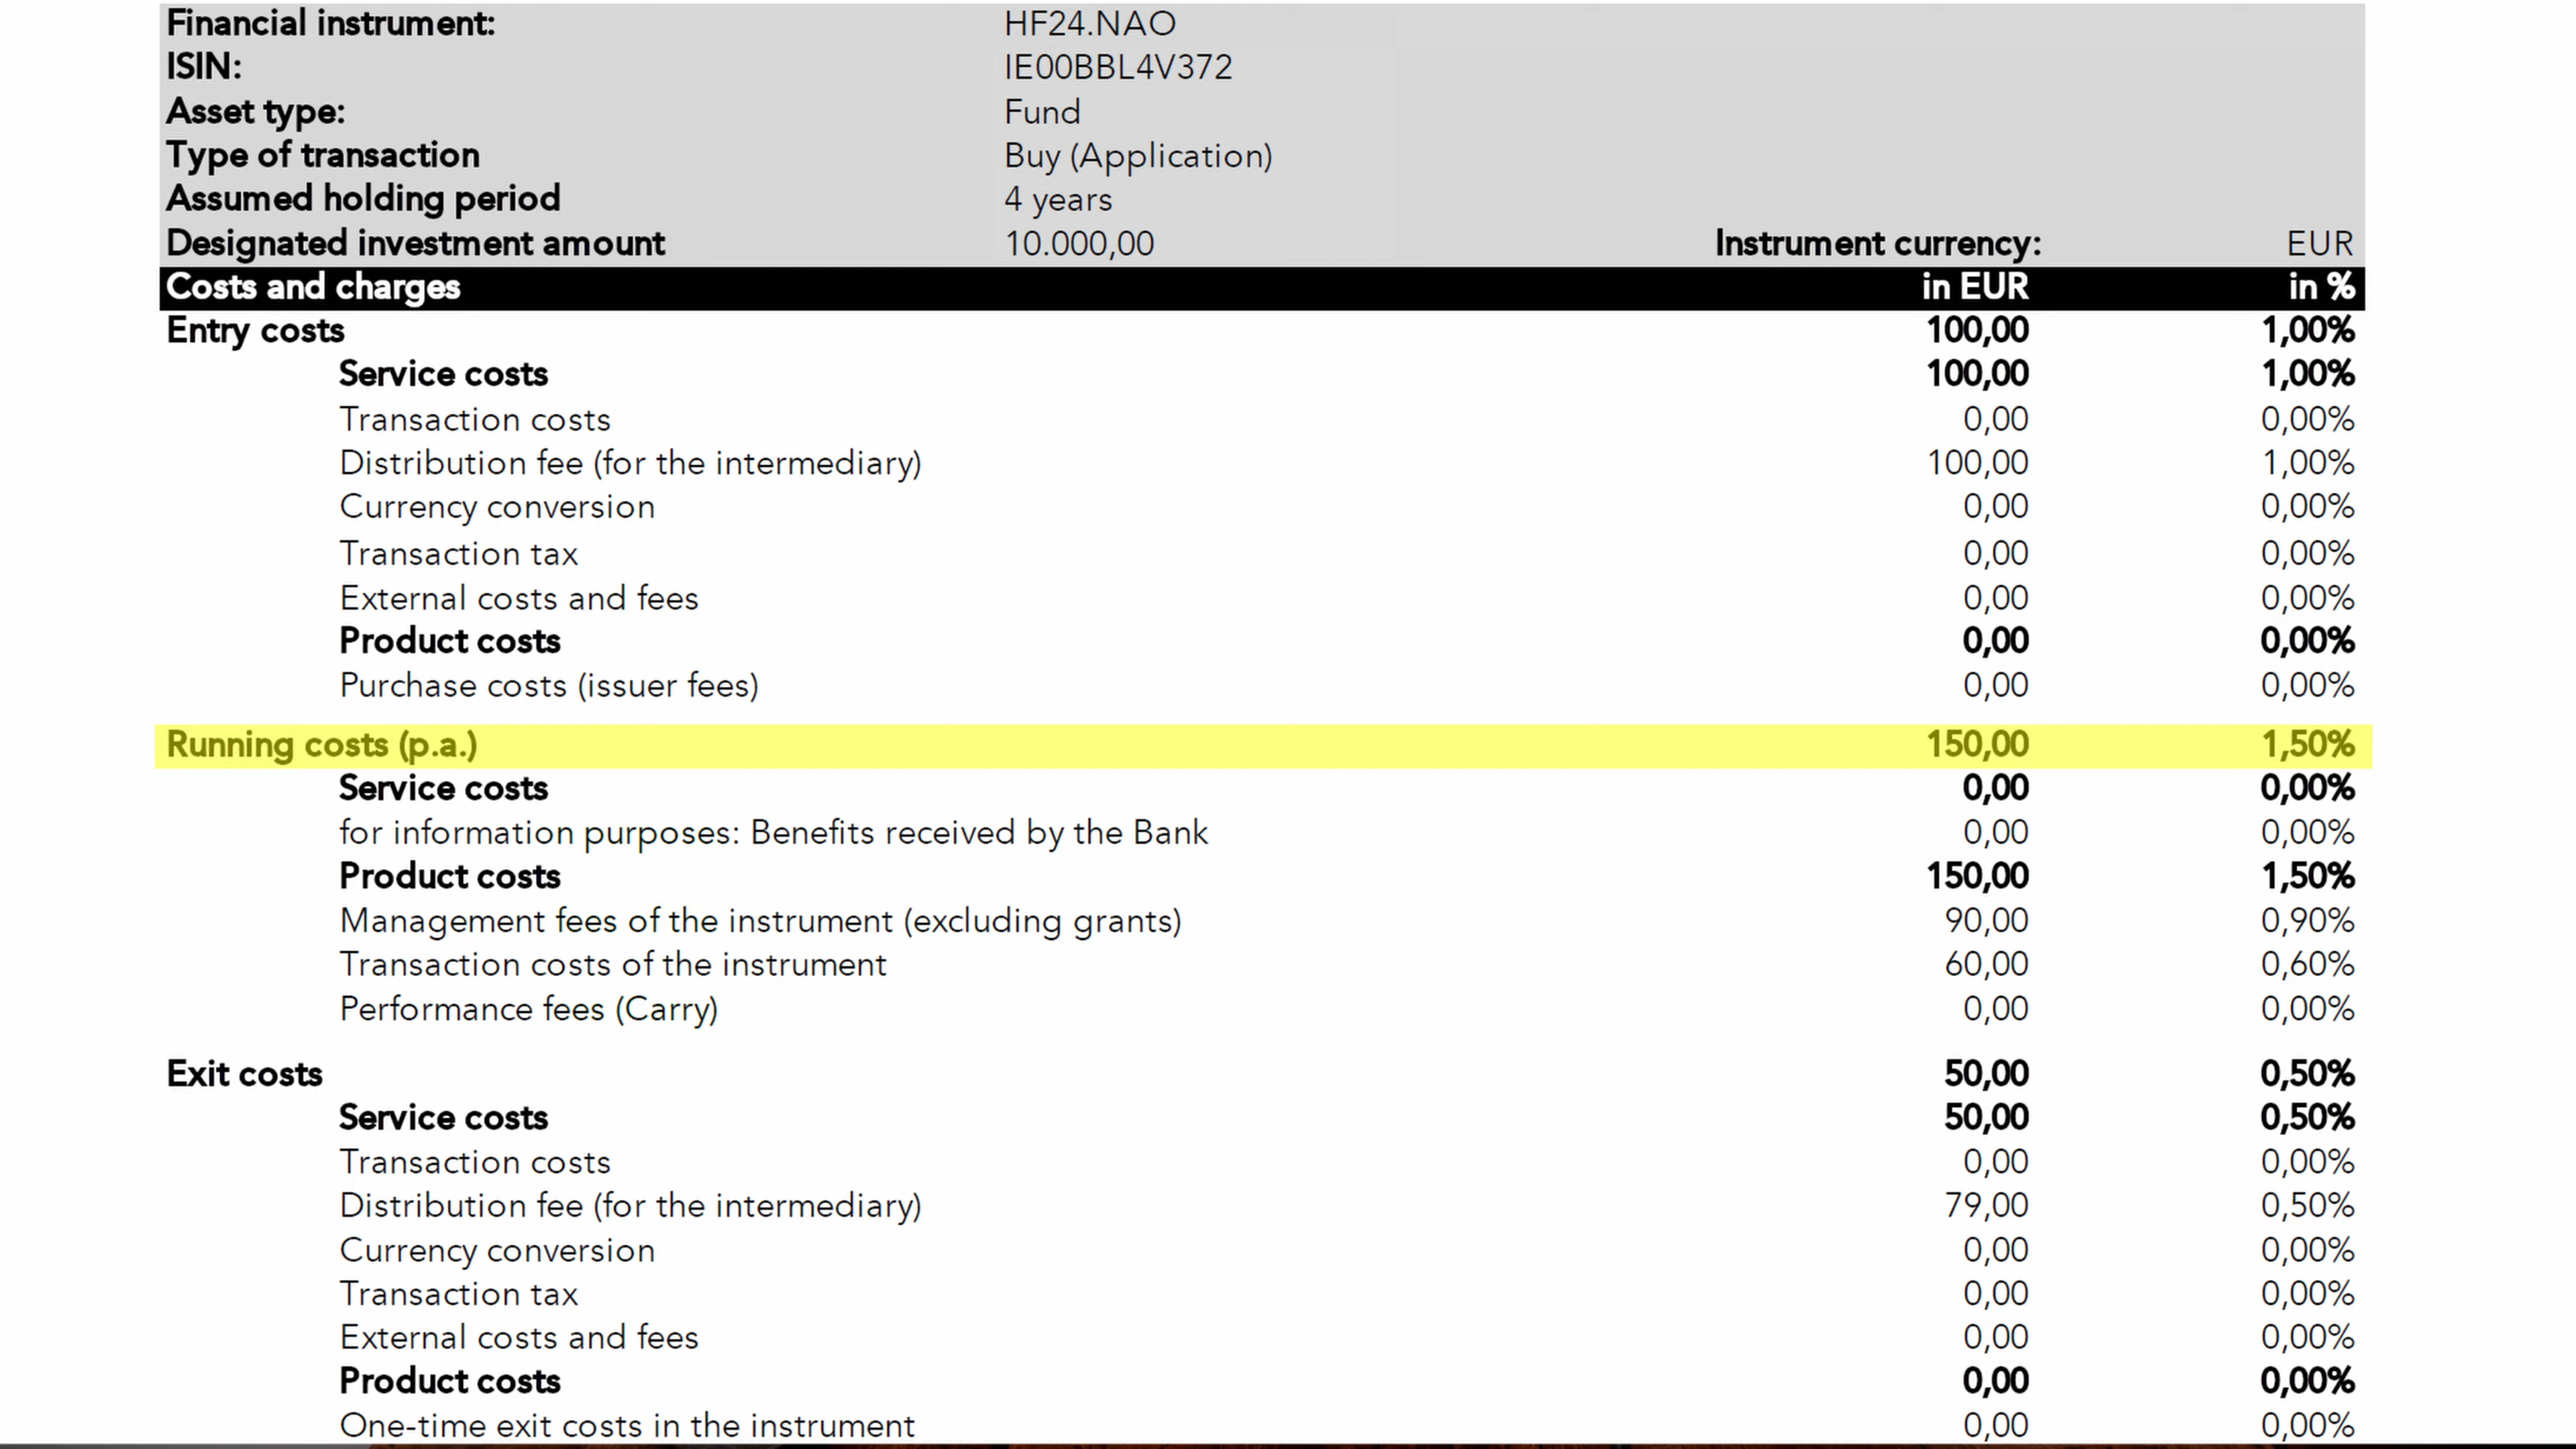 Financial instrument: HF24.NAO
ISIN: IE00BBL4V372
Asset type: Fund
Type of transaction Buy (Application)
Assumed holding period 4 years
Designated investment amount 10.000,00 Instrument currency: EUR
Costs and charges in EUR in %
Entry costs 100,00 1,00%
Service costs 100,00 1,00%
Transaction costs 0,00 0,00%
Distribution fee (for the intermediary) 100,00 1,00%
Currency conversion 0,00 0,00%
Transaction tax 0,00 0,00%
External costs and fees 0,00 0,00%
Product costs 0,00 0,00%
Purchase costs (issuer fees) 0,00 0,00%
Running costs (p.a.) 150,00 1,50%
Service costs 0,00 0,00%
for information purposes: Benefits received by the Bank 0,00 0,00%
Product costs 150,00 1,50%
Management fees of the instrument (excluding grants) 90,00 0,90%
Transaction costs of the instrument 60,00 0,60%
Performance fees (Carry) 0,00 0,00%
Exit costs 50,00 0,50%
Service costs 50,00 0,50%
Transaction costs 0,00 0,00%
Distribution fee (for the intermediary) 79,00 0,50%
Currency conversion 0,00 0,00%
Transaction tax 0,00 0,00%
External costs and fees 0,00 0,00%
Product costs 0,00 0,00%
One-time exit costs in the instrument 0,00 0,00%